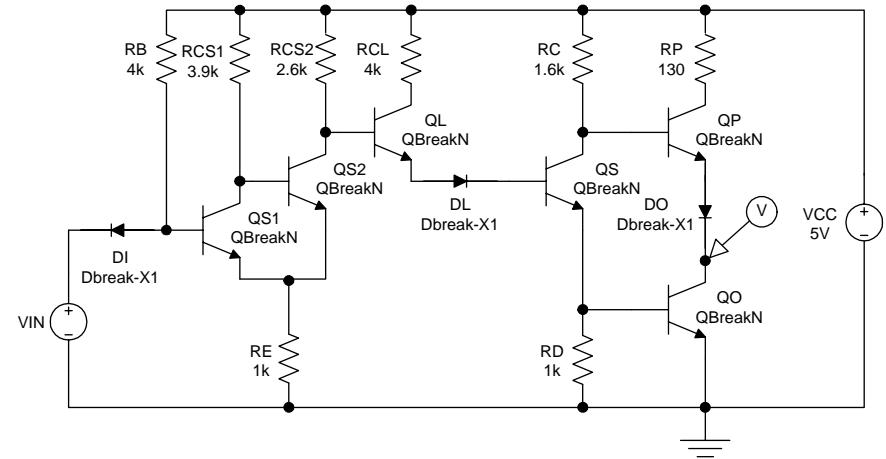 RB
4k
RCS1
3.9k
RCS2
2.6k
RCL
4k
RC
1.6k
RP
130
QL
QBreakN
QP
QBreakN
QS2
QBreakN
QS
QBreakN
DL
Dbreak-X1
DO
Dbreak-X1
V
VCC
5V
QS1
QBreakN
DI
Dbreak-X1
VIN
RE
1k
RD
1k
QO
QBreakN